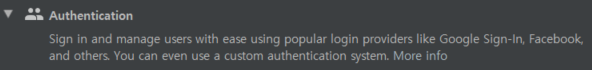 Authentication
Sign in and manage users with ease using popular login providers like Google Sign-In, Facebook,
and others. You can even use a custom authentication system. More info